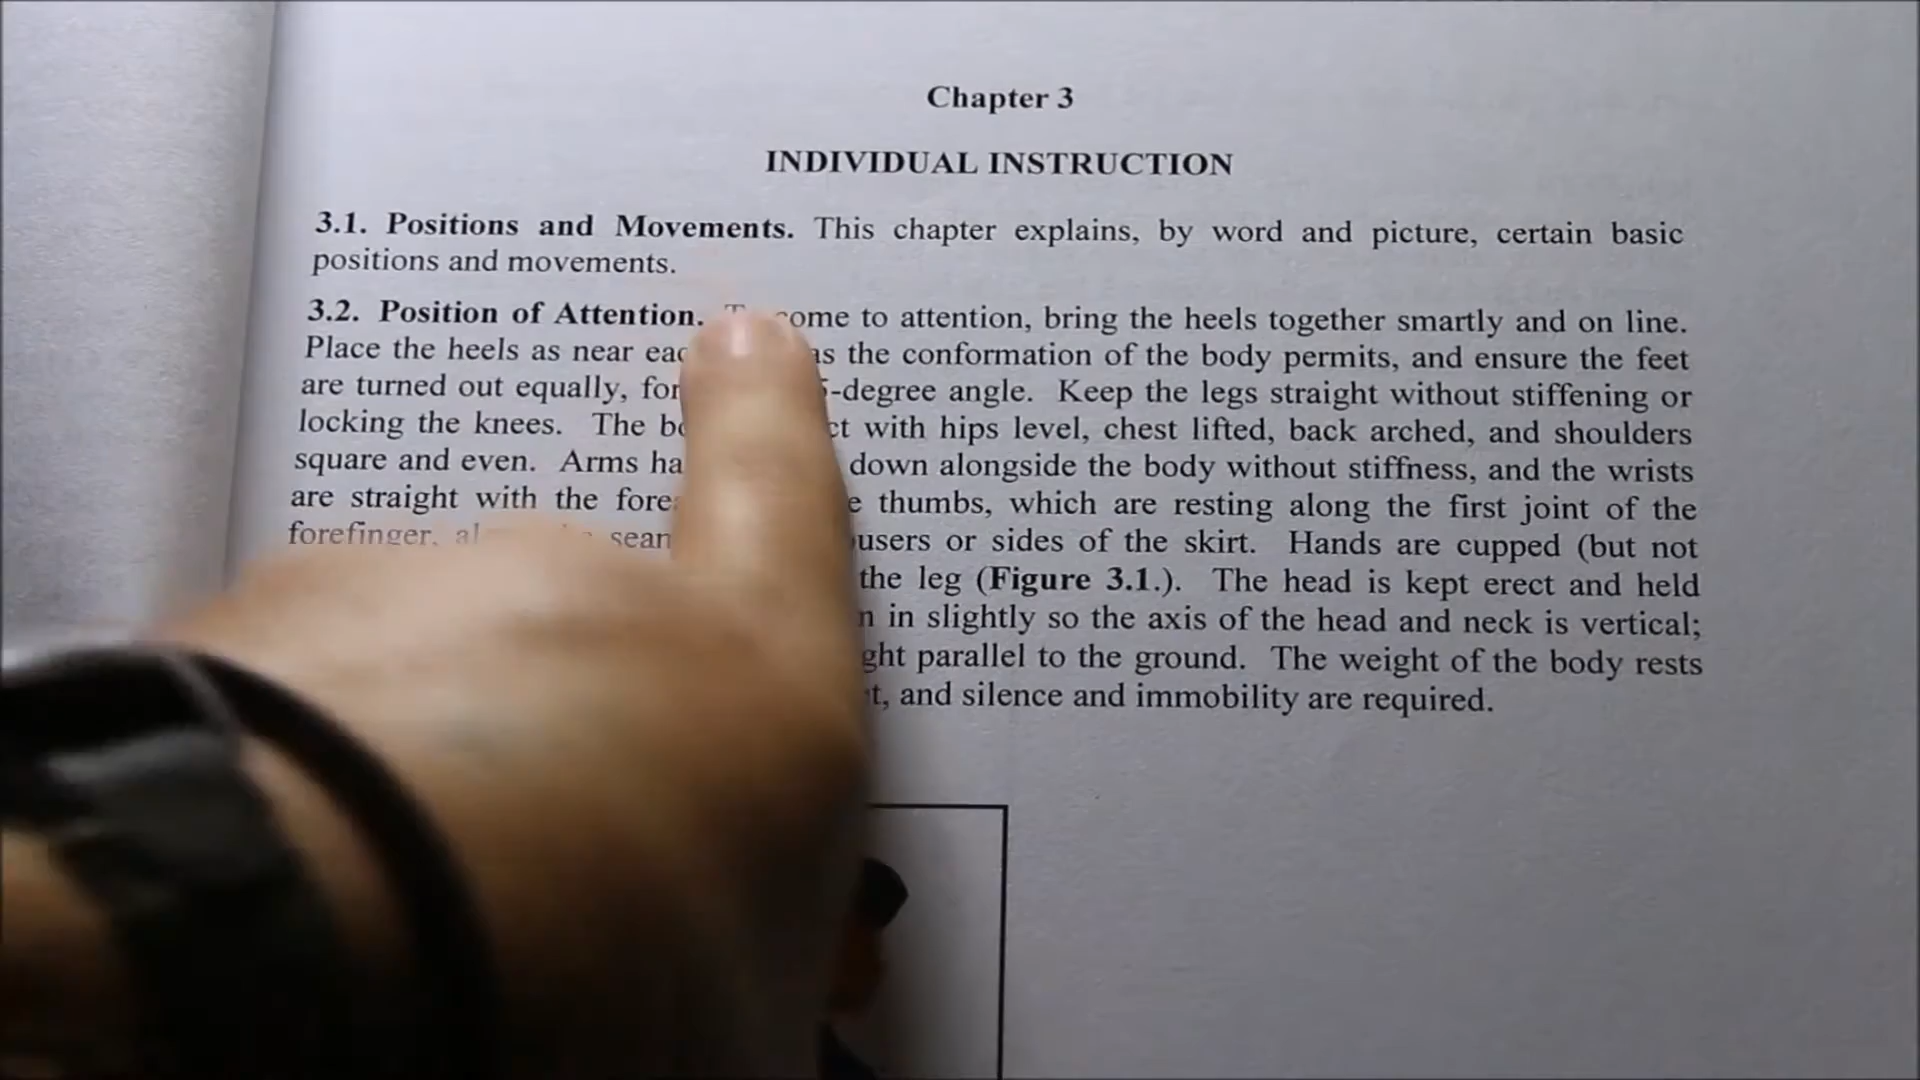 Chapter 3
INDIVIDUAL INSTRUCTION
3.1. Positions and Movements. This chapter explains, by word and picture, certain basic
positions and movements.
3.2. Position of Attention. come to attention, bring the heels together smartly and on line.
Place the heels as near as the conformation of the body permits, and ensure the feet
are turned out equally, -degree angle. Keep the legs straight without stiffening or
locking the knees. The with hips level, chest lifted, back arched, and shoulders
square and even. Arms down alongside the body without stiffness, and the wrists
are straight with the thumbs, which are resting along the first joint of the
forefinger, or sides of the skirt. Hands are cupped (but not
the leg (Figure 3.1.). The head is kept erect and held
in slightly so the axis of the head and neck is vertical;
parallel to the ground. The weight of the body rests
and silence and immobility are required.